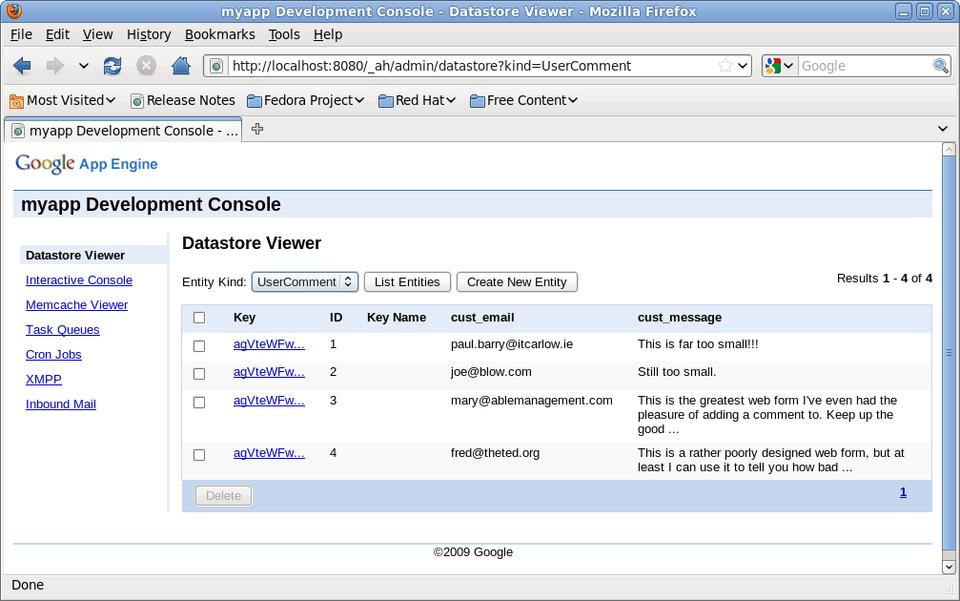 myapp Development Console - Datastore Viewer - Mozilla Firefox
File Edit View History Bookmarks Tools Help
http://localhost:8080/_ah/admin/datastore?kind=UserComment Google
Most Visited Release Notes Fedora Project Red Hat Free Content
myapp Development Console - ...
Google App Engine
myapp Development Console
Datastore Viewer
Interactive Console
Memcache Viewer
Task Queues
Cron Jobs
XMPP
Inbound Mail
Datastore Viewer
Entity Kind: UserComment List Entities Create New Entity Results 1 - 4 of 4
Key ID Key Name cust_email cust_message
agVteWFw... 1 paul.barry@itcarlow.ie This is far too small!!!
agVteWFw... 2 joe@blow.com Still too small.
agVteWFw... 3 mary@ablemanagement.com This is the greatest web form I've even had the
pleasure of adding a comment to. Keep up the
good ...
agVteWFw... 4 fred@theted.org This is a rather poorly designed web form, but at
least I can use it to tell you how bad ...
Delete 1
©2009 Google
Done